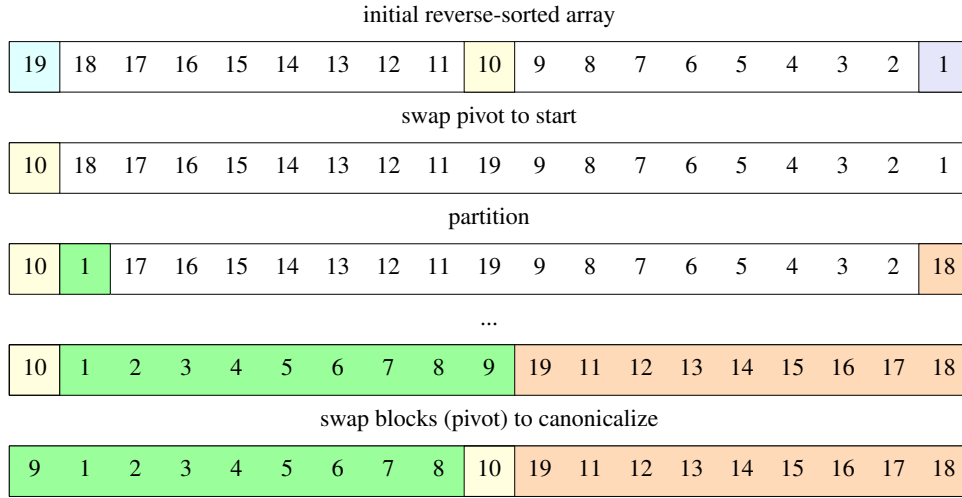 initial reverse-sorted array
19 18 17 16 15 14 13 12 11 10 9 8 7 6 5 4 3 2 1
swap pivot to start
10 18 17 16 15 14 13 12 11 19 9 8 7 6 5 4 3 2 1
partition
10 1 17 16 15 14 13 12 11 19 9 8 7 6 5 4 3 2 18
...
10 1 2 3 4 5 6 7 8 9 19 11 12 13 14 15 16 17 18
swap blocks (pivot) to canonicalize
9 1 2 3 4 5 6 7 8 10 19 11 12 13 14 15 16 17 18